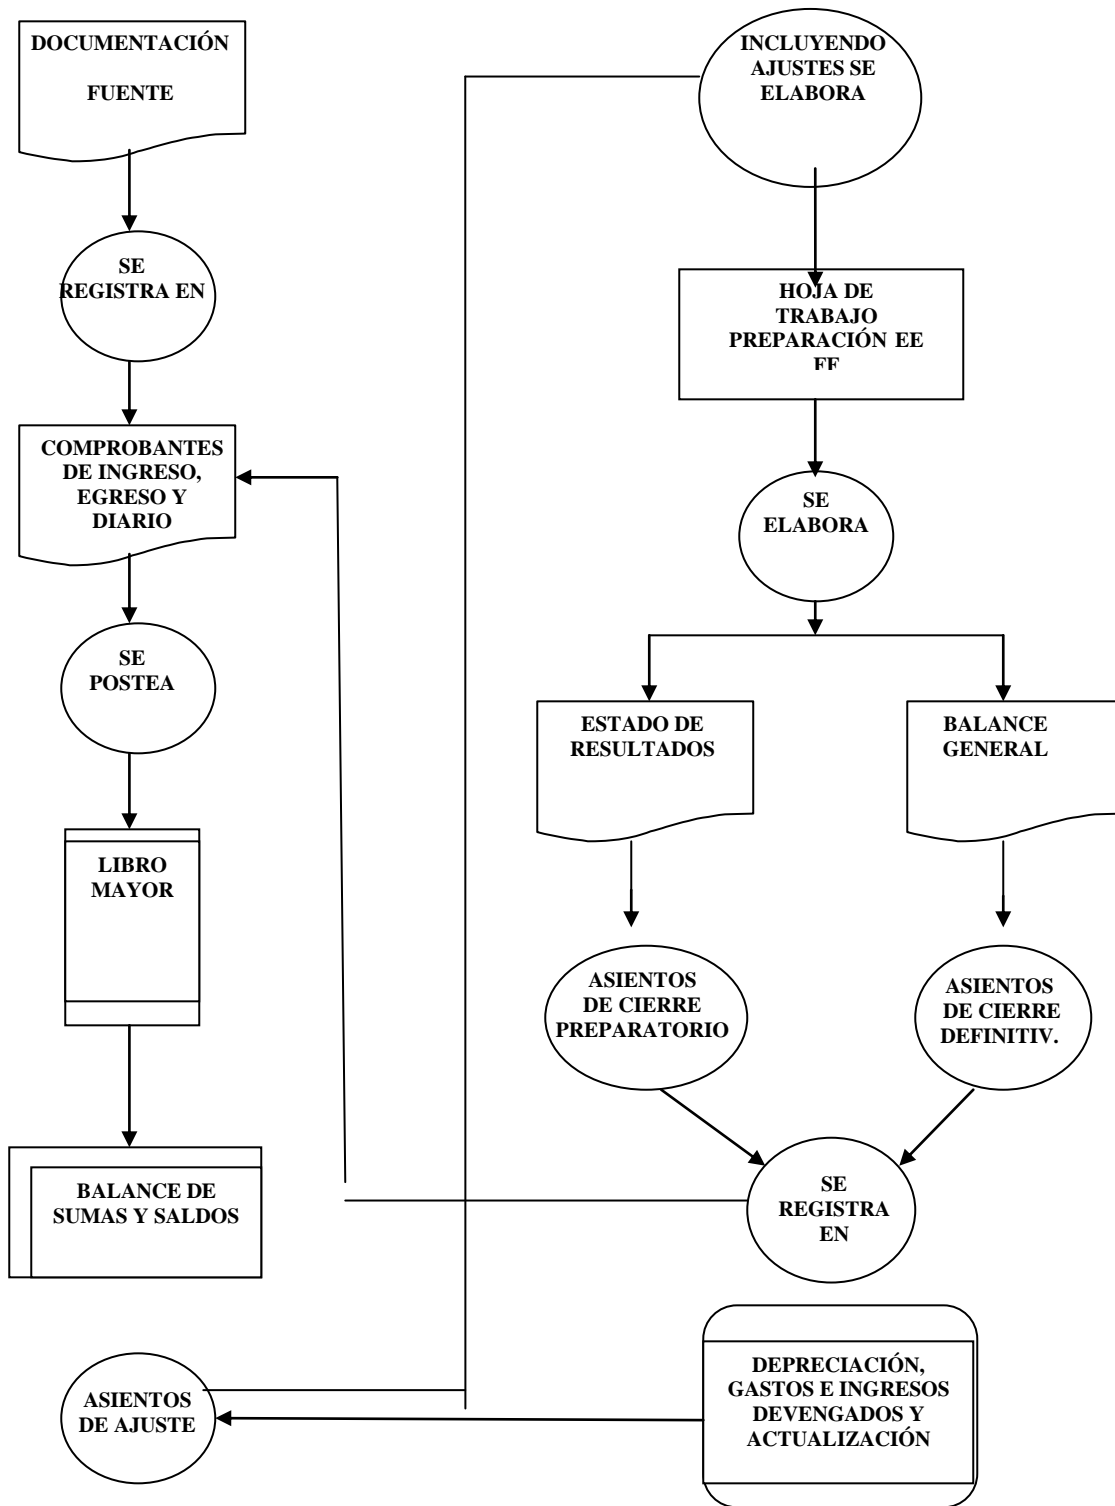 DOCUMENTACIÓN
FUENTE
SE
REGISTRA EN
COMPROBANTES
DE INGRESO,
EGRESO Y
DIARIO
SE
POSTEA
LIBRO
MAYOR
BALANCE DE
SUMAS Y SALDOS
ASIENTOS
DE AJUSTE
INCLUYENDO
AJUSTES SE
ELABORA
HOJA DE
TRABAJO
PREPARACIÓN EE
FF
SE
ELABORA
ESTADO DE
RESULTADOS
BALANCE
GENERAL
ASIENTOS
DE CIERRE
PREPARATORIO
ASIENTOS
DE CIERRE
DEFINITIV.
SE
REGISTRA
EN
DEPRECIACIÓN,
GASTOS E INGRESOS
DEVENGADOS Y
ACTUALIZACIÓN